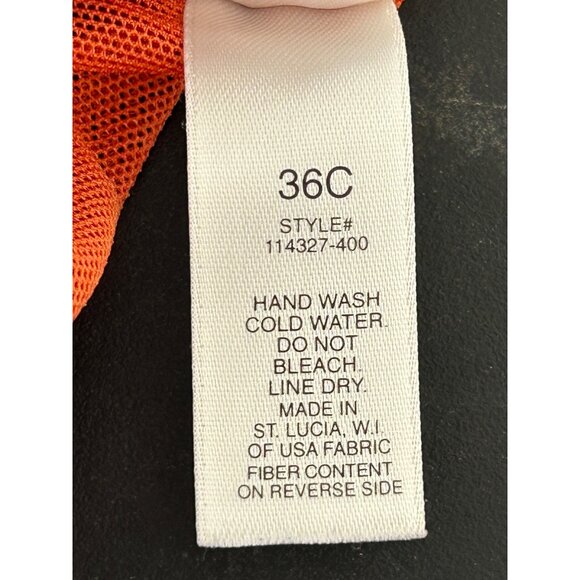 36C
STYLE#
114327-400
HAND WASH
COLD WATER.
DO NOT
BLEACH.
LINE DRY.
MADE IN
ST. LUCIA, W.I.
OF USA FABRIC
FIBER CONTENT
ON REVERSE SIDE